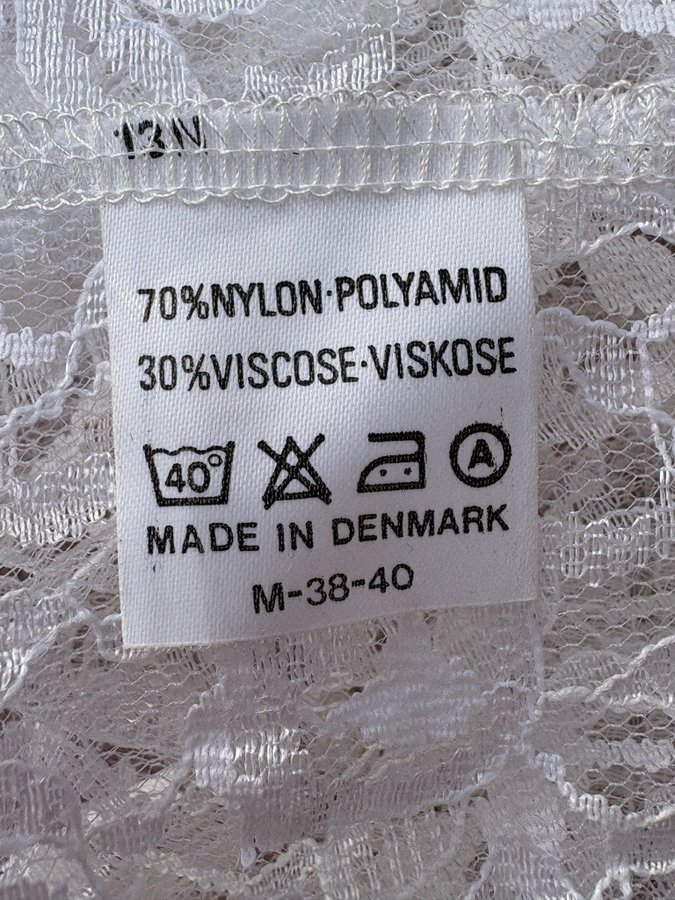 13N
70%NYLON·POLYAMID
30%VISCOSE·VISKOSE
40° A
MADE IN DENMARK
M-38-40